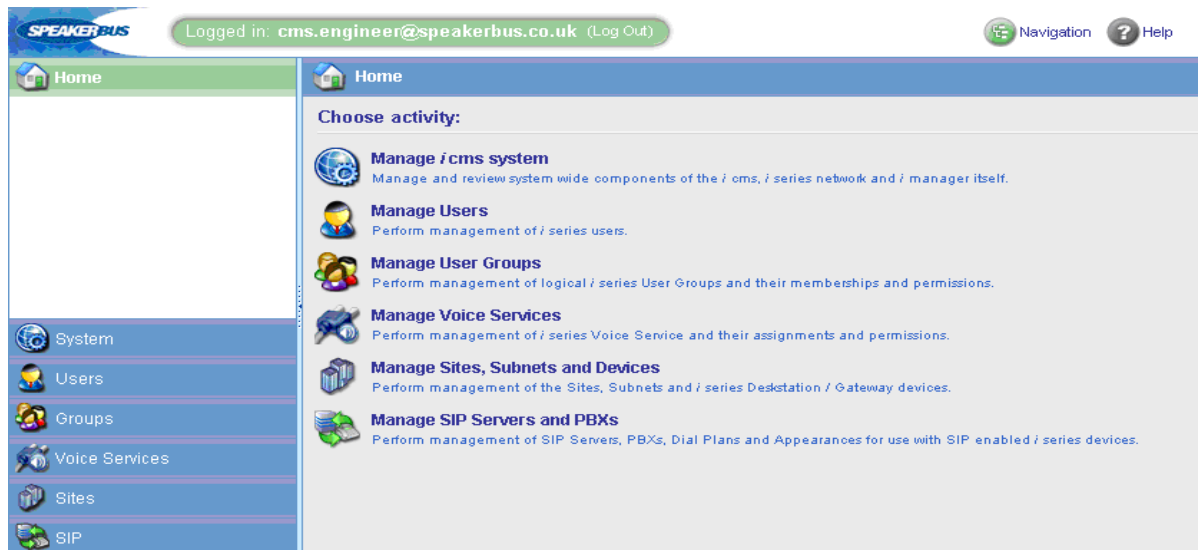 SPEAKERBUS
Logged in: cms.engineer@speakerbus.co.uk (Log Out)
Navigation
Help
Home
System
Users
Groups
Voice Services
Sites
SIP
Home
Choose activity:
Manage i cms system
Manage and review system wide components of the i cms, i series network and i manager itself.
Manage Users
Perform management of i series users.
Manage User Groups
Perform management of logical i series User Groups and their memberships and permissions.
Manage Voice Services
Perform management of i series Voice Service and their assignments and permissions.
Manage Sites, Subnets and Devices
Perform management of the Sites, Subnets and i series Deskstation / Gateway devices.
Manage SIP Servers and PBXs
Perform management of SIP Servers, PBXs, Dial Plans and Appearances for use with SIP enabled i series devices.